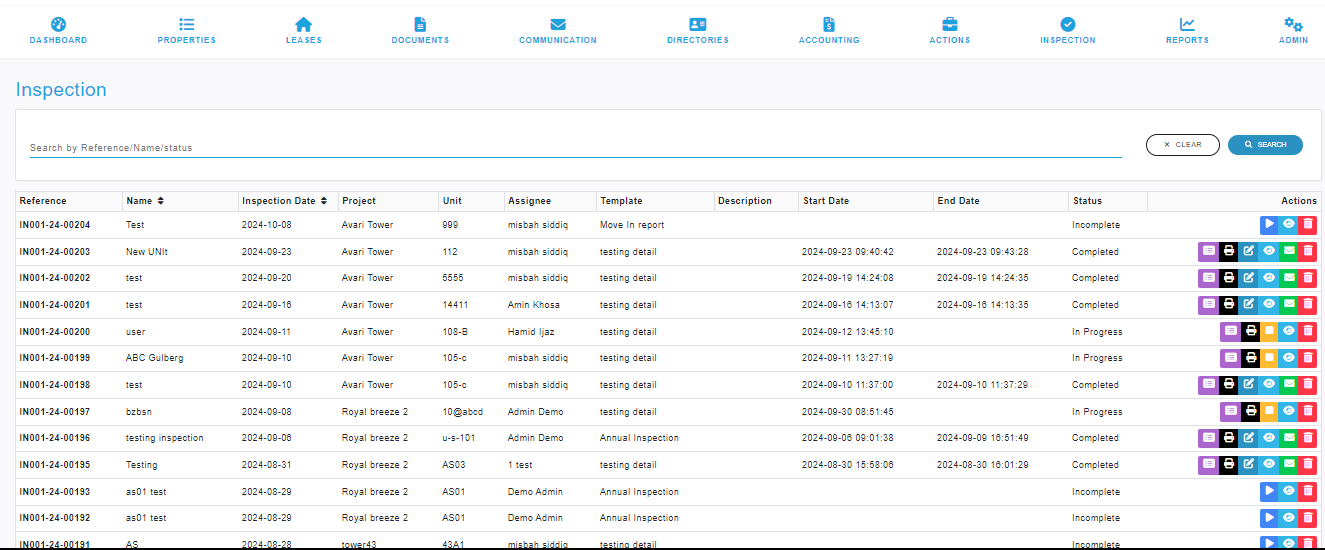 DASHBOARD PROPERTIES LEASES DOCUMENTS COMMUNICATION DIRECTORIES ACCOUNTING ACTIONS INSPECTION REPORTS ADMIN
Inspection
Search by Reference/Name/status × CLEAR SEARCH
Reference Name Inspection Date Project Unit Assignee Template Description Start Date End Date Status Actions
IN001-24-00204 Test 2024-10-08 Avari Tower 999 misbah siddiq Move In report Incomplete
IN001-24-00203 New UNIt 2024-09-23 Avari Tower 112 misbah siddiq testing detail 2024-09-23 09:40:42 2024-09-23 09:43:28 Completed
IN001-24-00202 test 2024-09-20 Avari Tower 5555 misbah siddiq testing detail 2024-09-19 14:24:08 2024-09-19 14:24:35 Completed
IN001-24-00201 test 2024-09-16 Avari Tower 14411 Amin Khosa testing detail 2024-09-16 14:13:07 2024-09-16 14:13:35 Completed
IN001-24-00200 user 2024-09-11 Avari Tower 108-B Hamid Ijaz testing detail 2024-09-12 13:45:10 In Progress
IN001-24-00199 ABC Gulberg 2024-09-10 Avari Tower 105-c misbah siddiq testing detail 2024-09-11 13:27:19 In Progress
IN001-24-00198 test 2024-09-10 Avari Tower 105-c misbah siddiq testing detail 2024-09-10 11:37:00 2024-09-10 11:37:29 Completed
IN001-24-00197 bzbsn 2024-09-08 Royal breeze 2 10@abcd Admin Demo testing detail 2024-09-30 08:51:45 In Progress
IN001-24-00196 testing inspection 2024-09-06 Royal breeze 2 u-s-101 Admin Demo Annual Inspection 2024-09-06 09:01:38 2024-09-09 16:51:49 Completed
IN001-24-00195 Testing 2024-08-31 Royal breeze 2 AS03 1 test testing detail 2024-08-30 15:58:06 2024-08-30 16:01:29 Completed
IN001-24-00193 as01 test 2024-08-29 Royal breeze 2 AS01 Demo Admin Annual Inspection Incomplete
IN001-24-00192 as01 test 2024-08-29 Royal breeze 2 AS01 Demo Admin Annual Inspection Incomplete
IN001-24-00191 AS 2024-08-28 tower43 43A1 misbah siddiq testing detail Incomplete